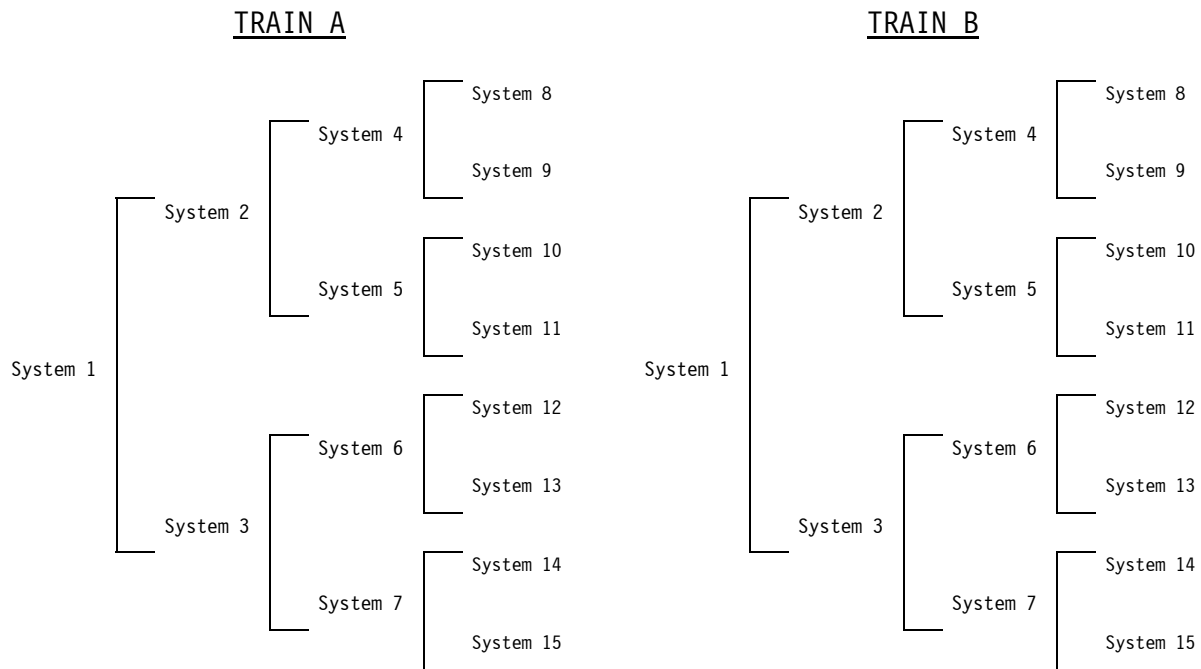 TRAIN A
System 8
System 4
System 9
System 2
System 10
System 5
System 11
System 1
System 12
System 6
System 13
System 3
System 14
System 7
System 15
TRAIN B
System 8
System 4
System 9
System 2
System 10
System 5
System 11
System 1
System 12
System 6
System 13
System 3
System 14
System 7
System 15